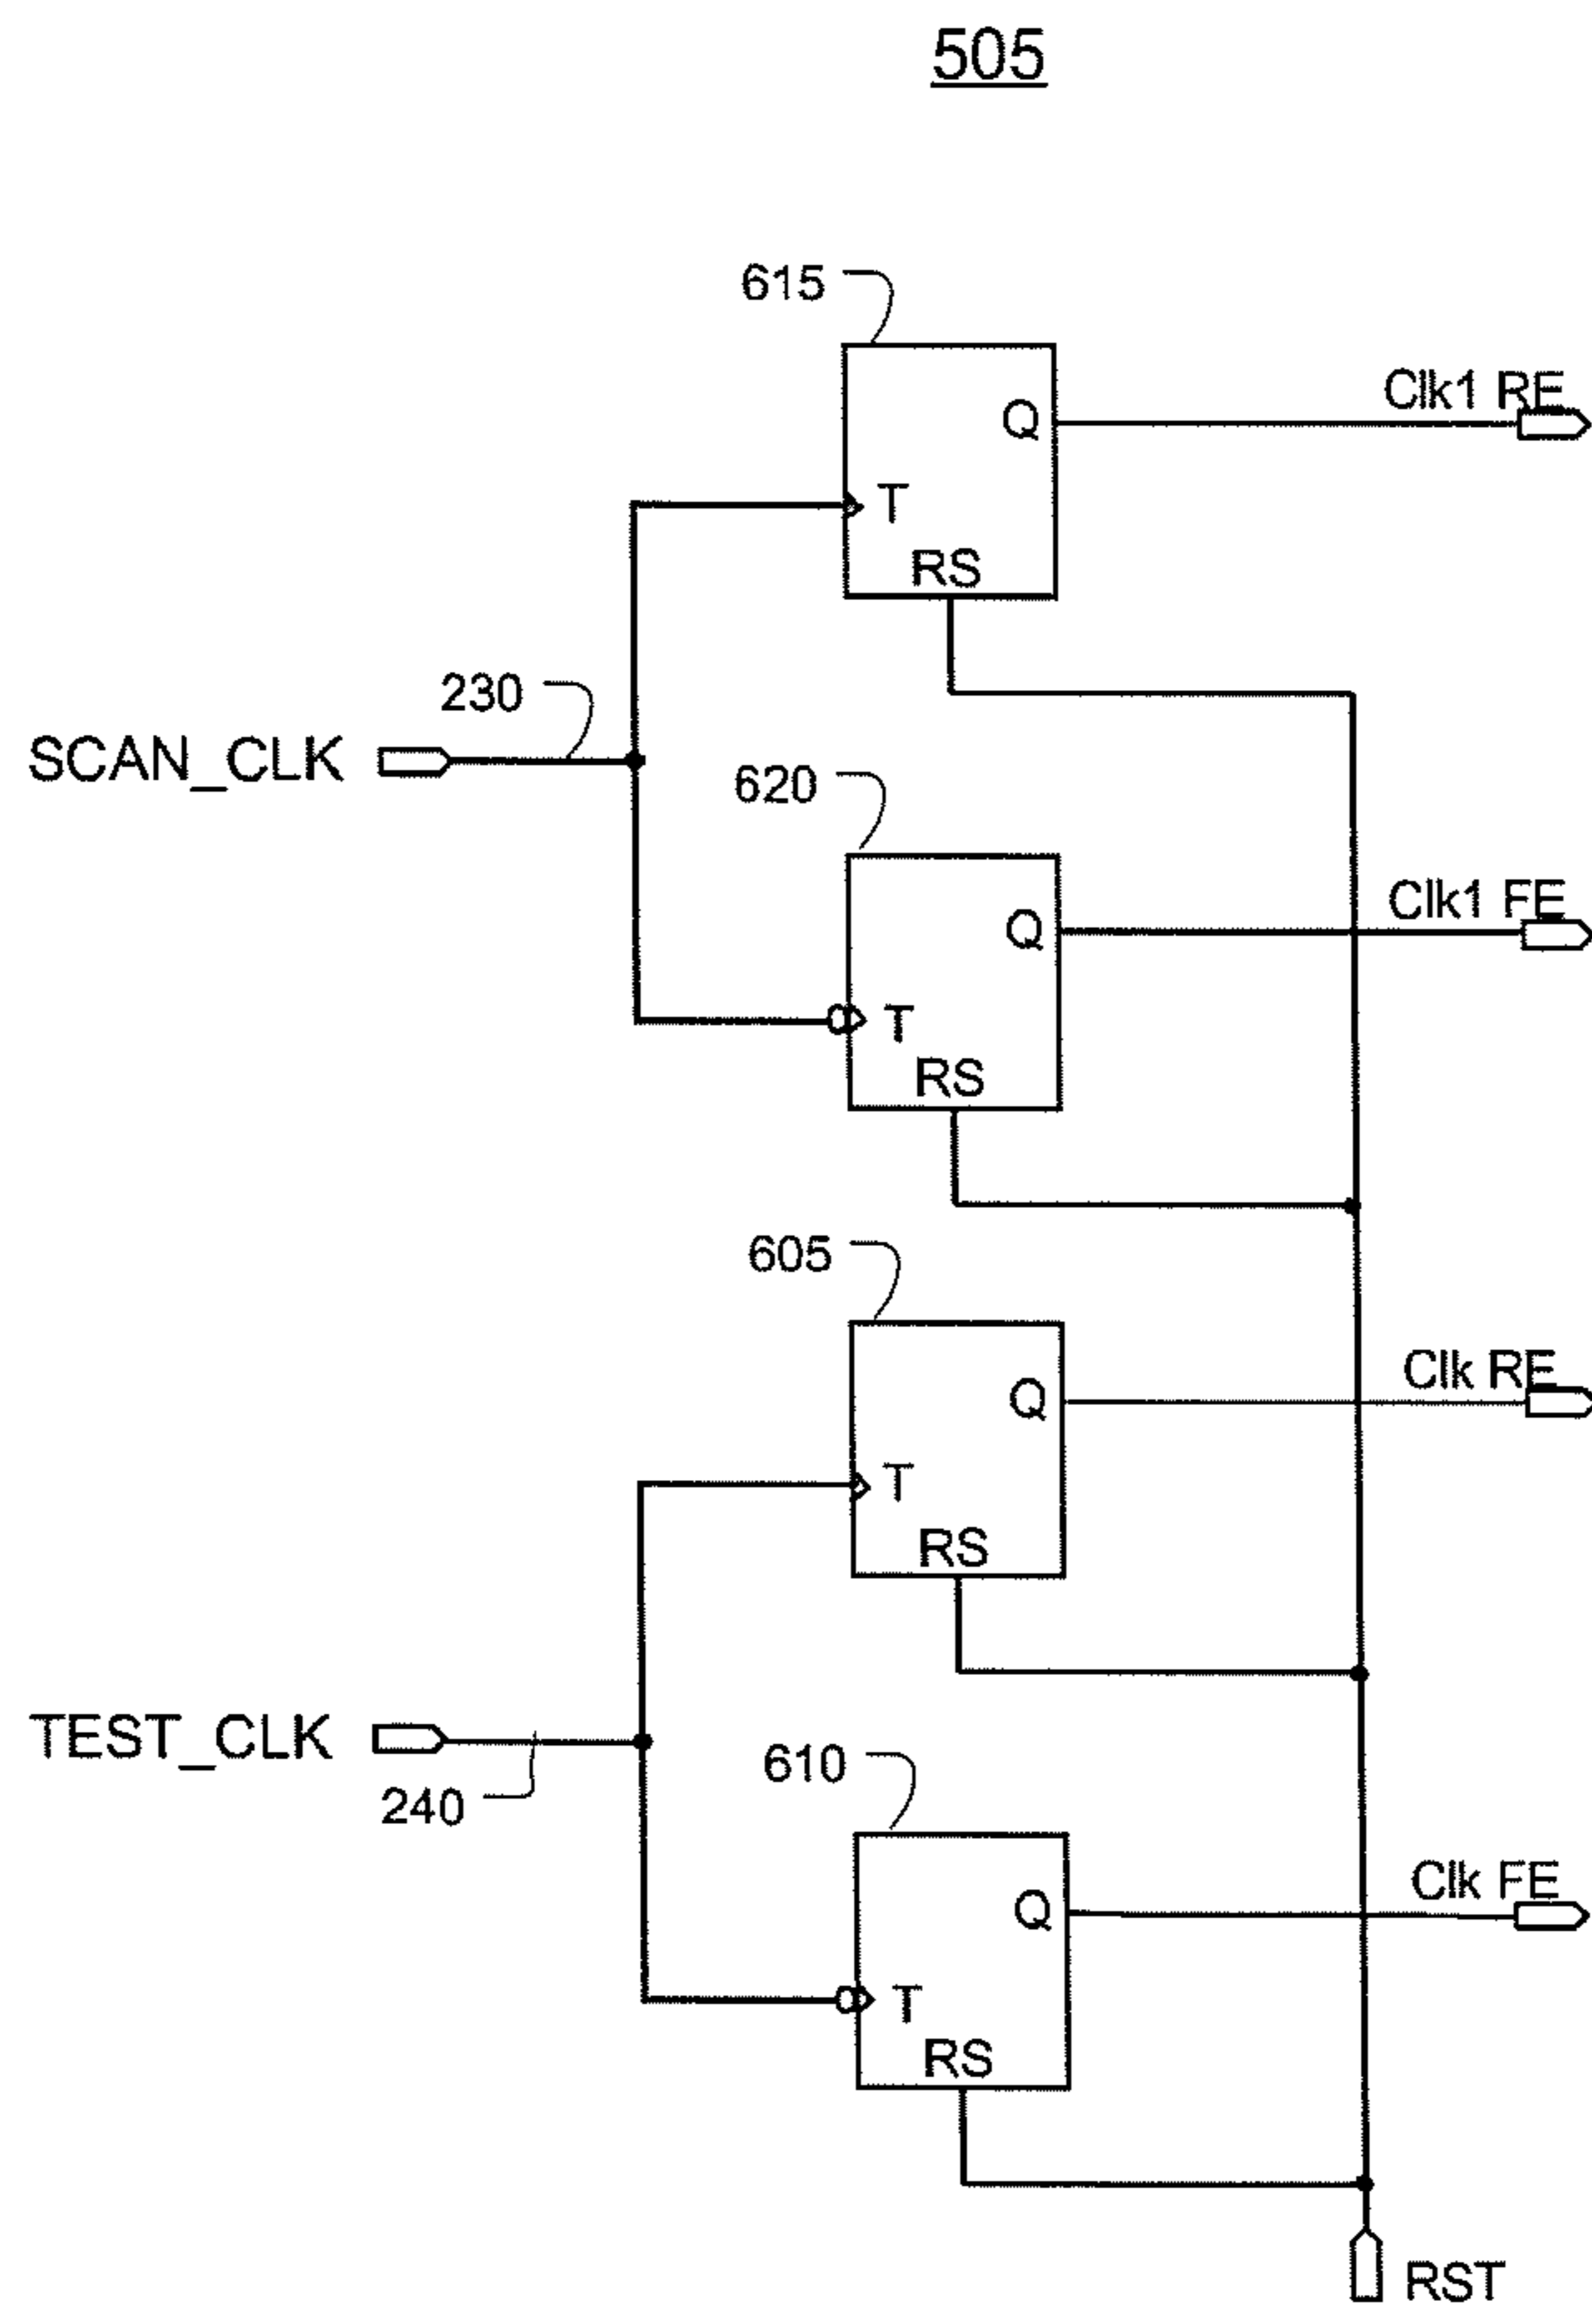 505
615
Clk1 RE
Q
T
RS
230
SCAN_CLK
620
Clk1 FE
Q
T
RS
605
Clk RE
Q
T
RS
TEST_CLK
240
610
Clk FE
Q
T
RS
RST